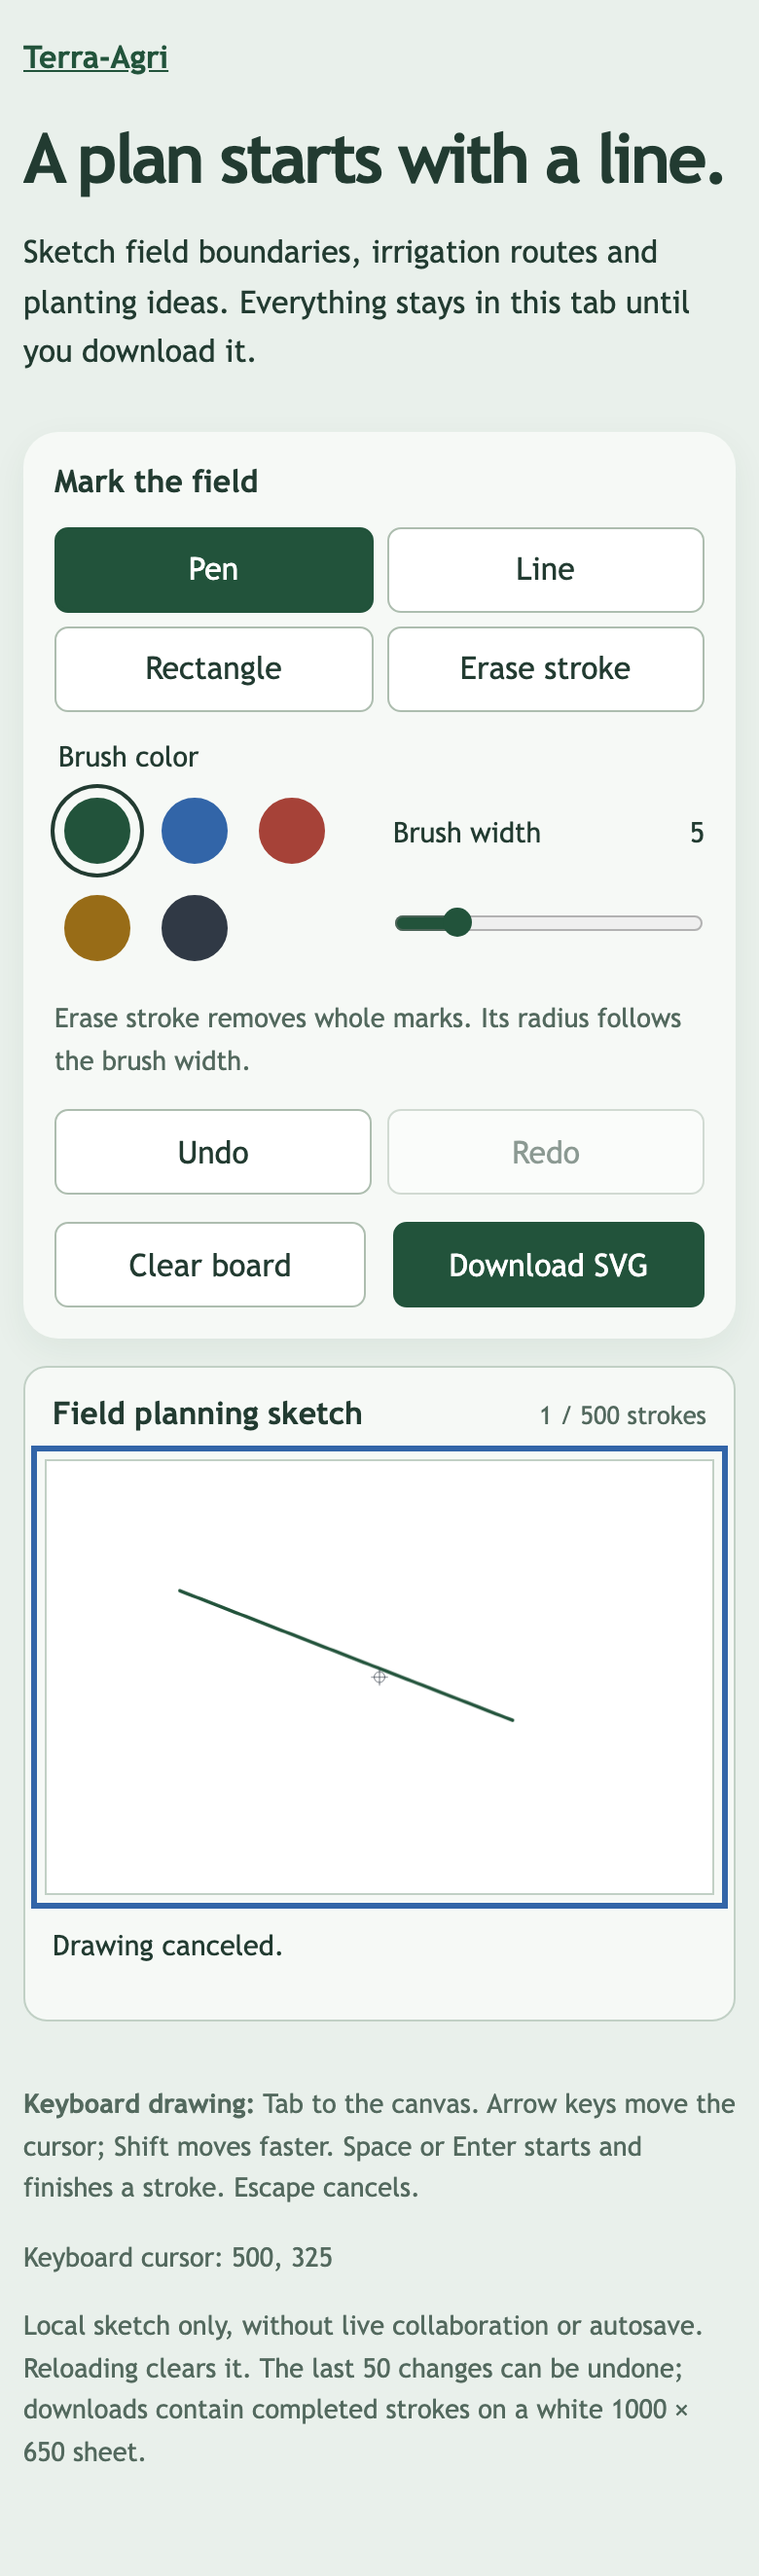 Terra-Agri
A plan starts with a line.
Sketch field boundaries, irrigation routes and
planting ideas. Everything stays in this tab until
you download it.
Mark the field
Pen
Line
Rectangle
Erase stroke
Brush color
Brush width 5
Erase stroke removes whole marks. Its radius follows
the brush width.
Undo
Redo
Clear board
Download SVG
Field planning sketch
1 / 500 strokes
Drawing canceled.
Keyboard drawing: Tab to the canvas. Arrow keys move the
cursor; Shift moves faster. Space or Enter starts and
finishes a stroke. Escape cancels.
Keyboard cursor: 500, 325
Local sketch only, without live collaboration or autosave.
Reloading clears it. The last 50 changes can be undone;
downloads contain completed strokes on a white 1000 ×
650 sheet.